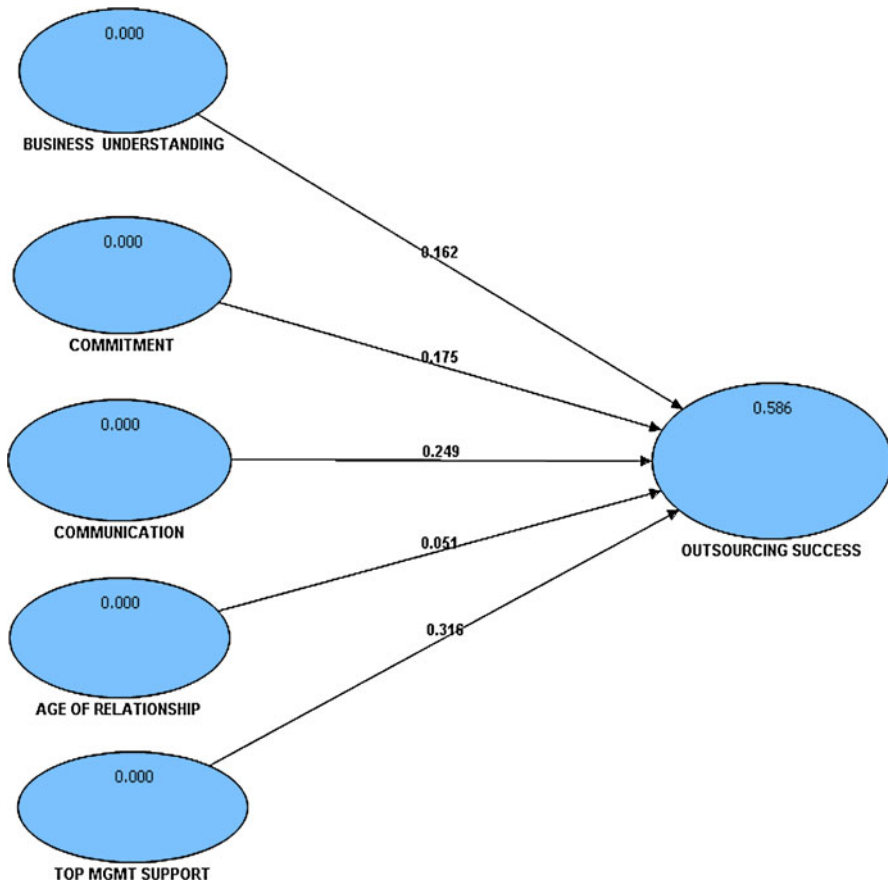 0.000
BUSINESS UNDERSTANDING
0.162
0.000
COMMITMENT
0.175
0.000
COMMUNICATION
0.249
0.586
OUTSOURCING SUCCESS
0.000
AGE OF RELATIONSHIP
0.051
0.000
TOP MGMT SUPPORT
0.316